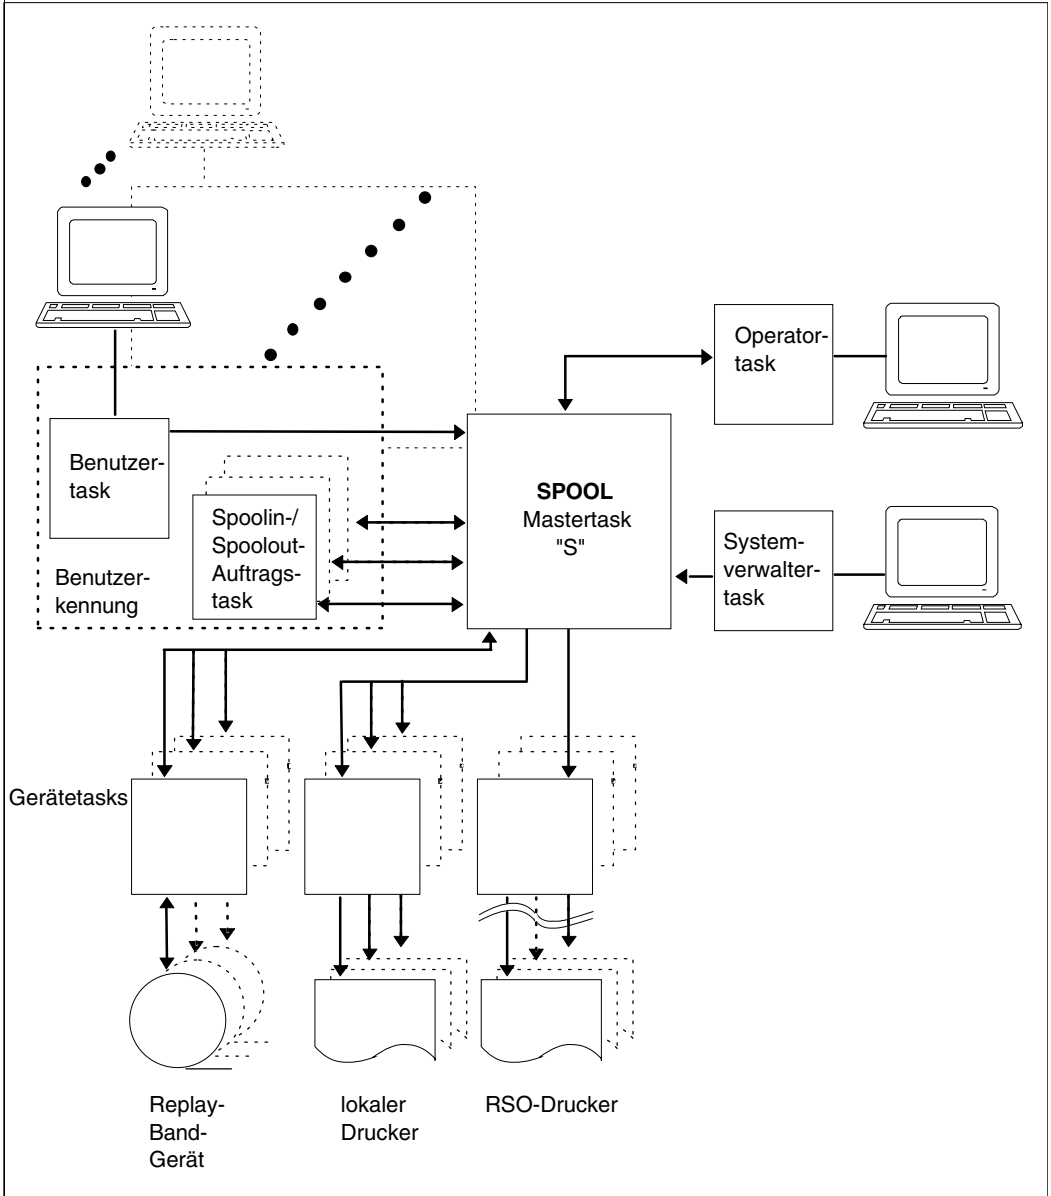 Operator-
task
Benutzer-
task
SPOOL
Mastertask
"S"
Spoolin-/
Spoolout-
Auftrags-
task
System-
verwalter-
task
Benutzer-
kennung
Gerätetasks
Replay-
Band-
Gerät
lokaler
Drucker
RSO-Drucker